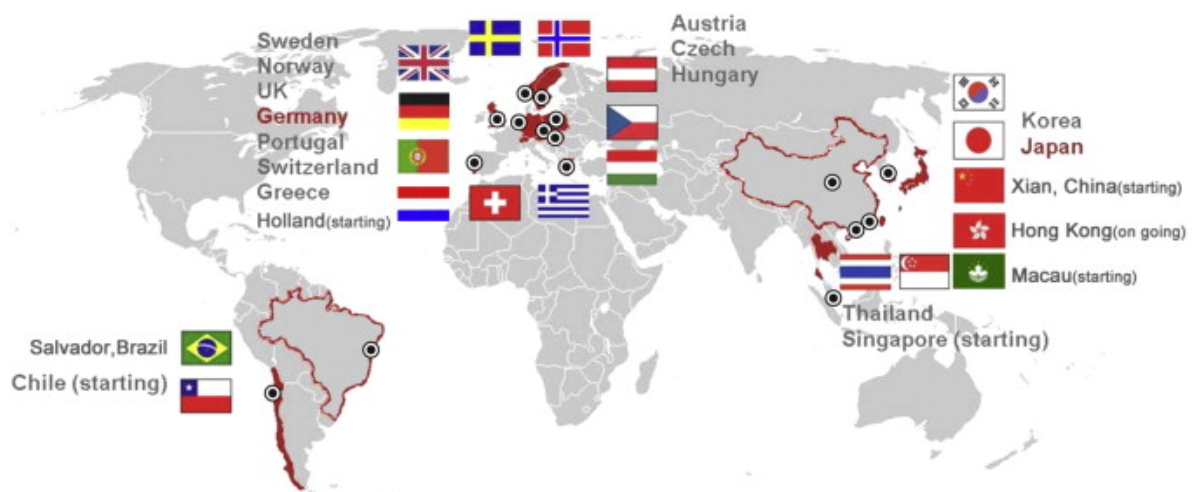 Sweden
Norway
UK
Germany
Portugal
Switzerland
Greece
Holland(starting)
Austria
Czech
Hungary
Korea
Japan
Xian, China(starting)
Hong Kong(on going)
Macau(starting)
Thailand
Singapore (starting)
Salvador,Brazil
Chile (starting)